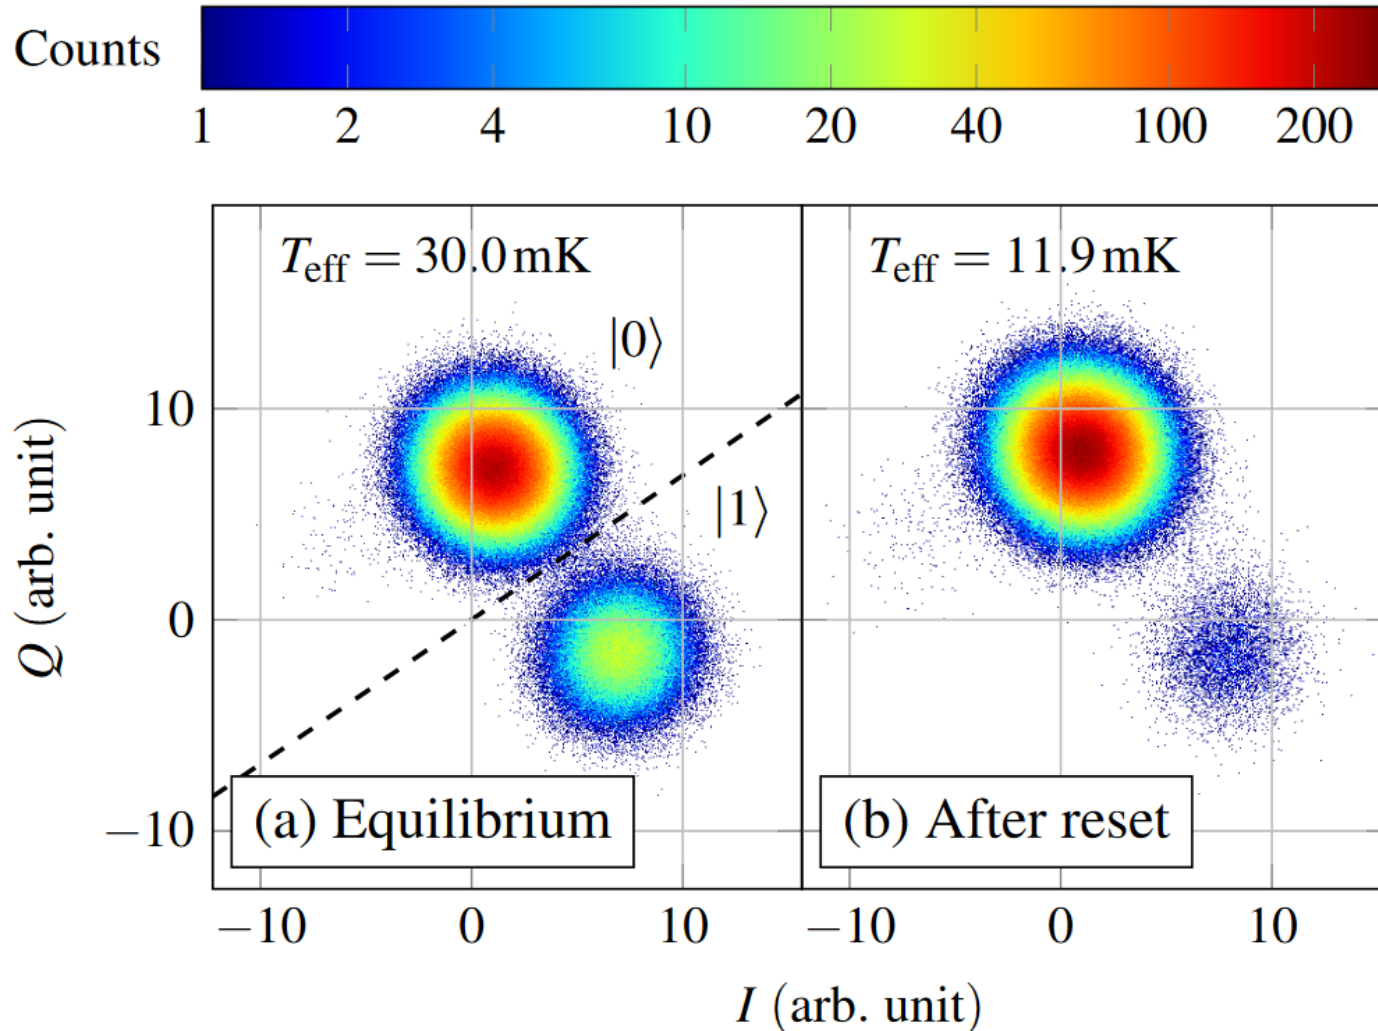 Counts
1 2 4 10 20 40 100 200
T_eff = 30.0 mK
T_eff = 11.9 mK
|0⟩
|1⟩
10
0
−10
Q (arb. unit)
(a) Equilibrium
(b) After reset
−10 0 10
−10 0 10
I (arb. unit)